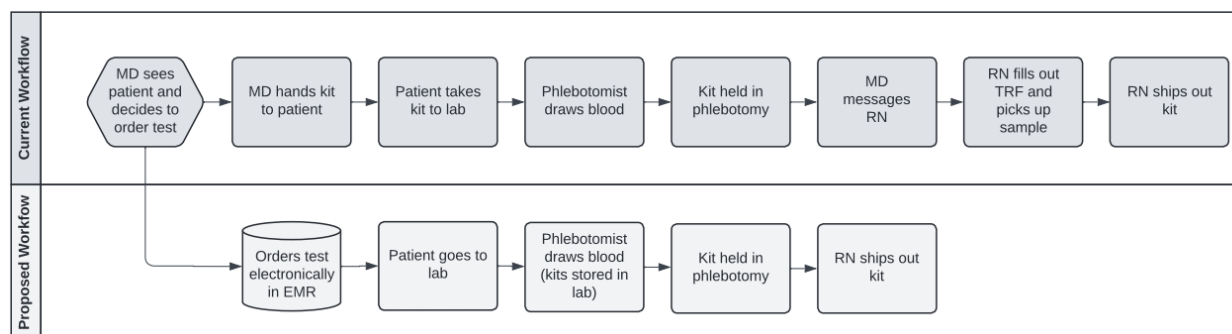 Current Workflow
MD sees
patient and
decides to
order test
MD hands kit
to patient
Patient takes
kit to lab
Phlebotomist
draws blood
Kit held in
phlebotomy
MD
messages
RN
RN fills out
TRF and
picks up
sample
RN ships out
kit
Proposed Workfow
Orders test
electronically
in EMR
Patient goes to
lab
Phlebotomist
draws blood
(kits stored in
lab)
Kit held in
phlebotomy
RN ships out
kit